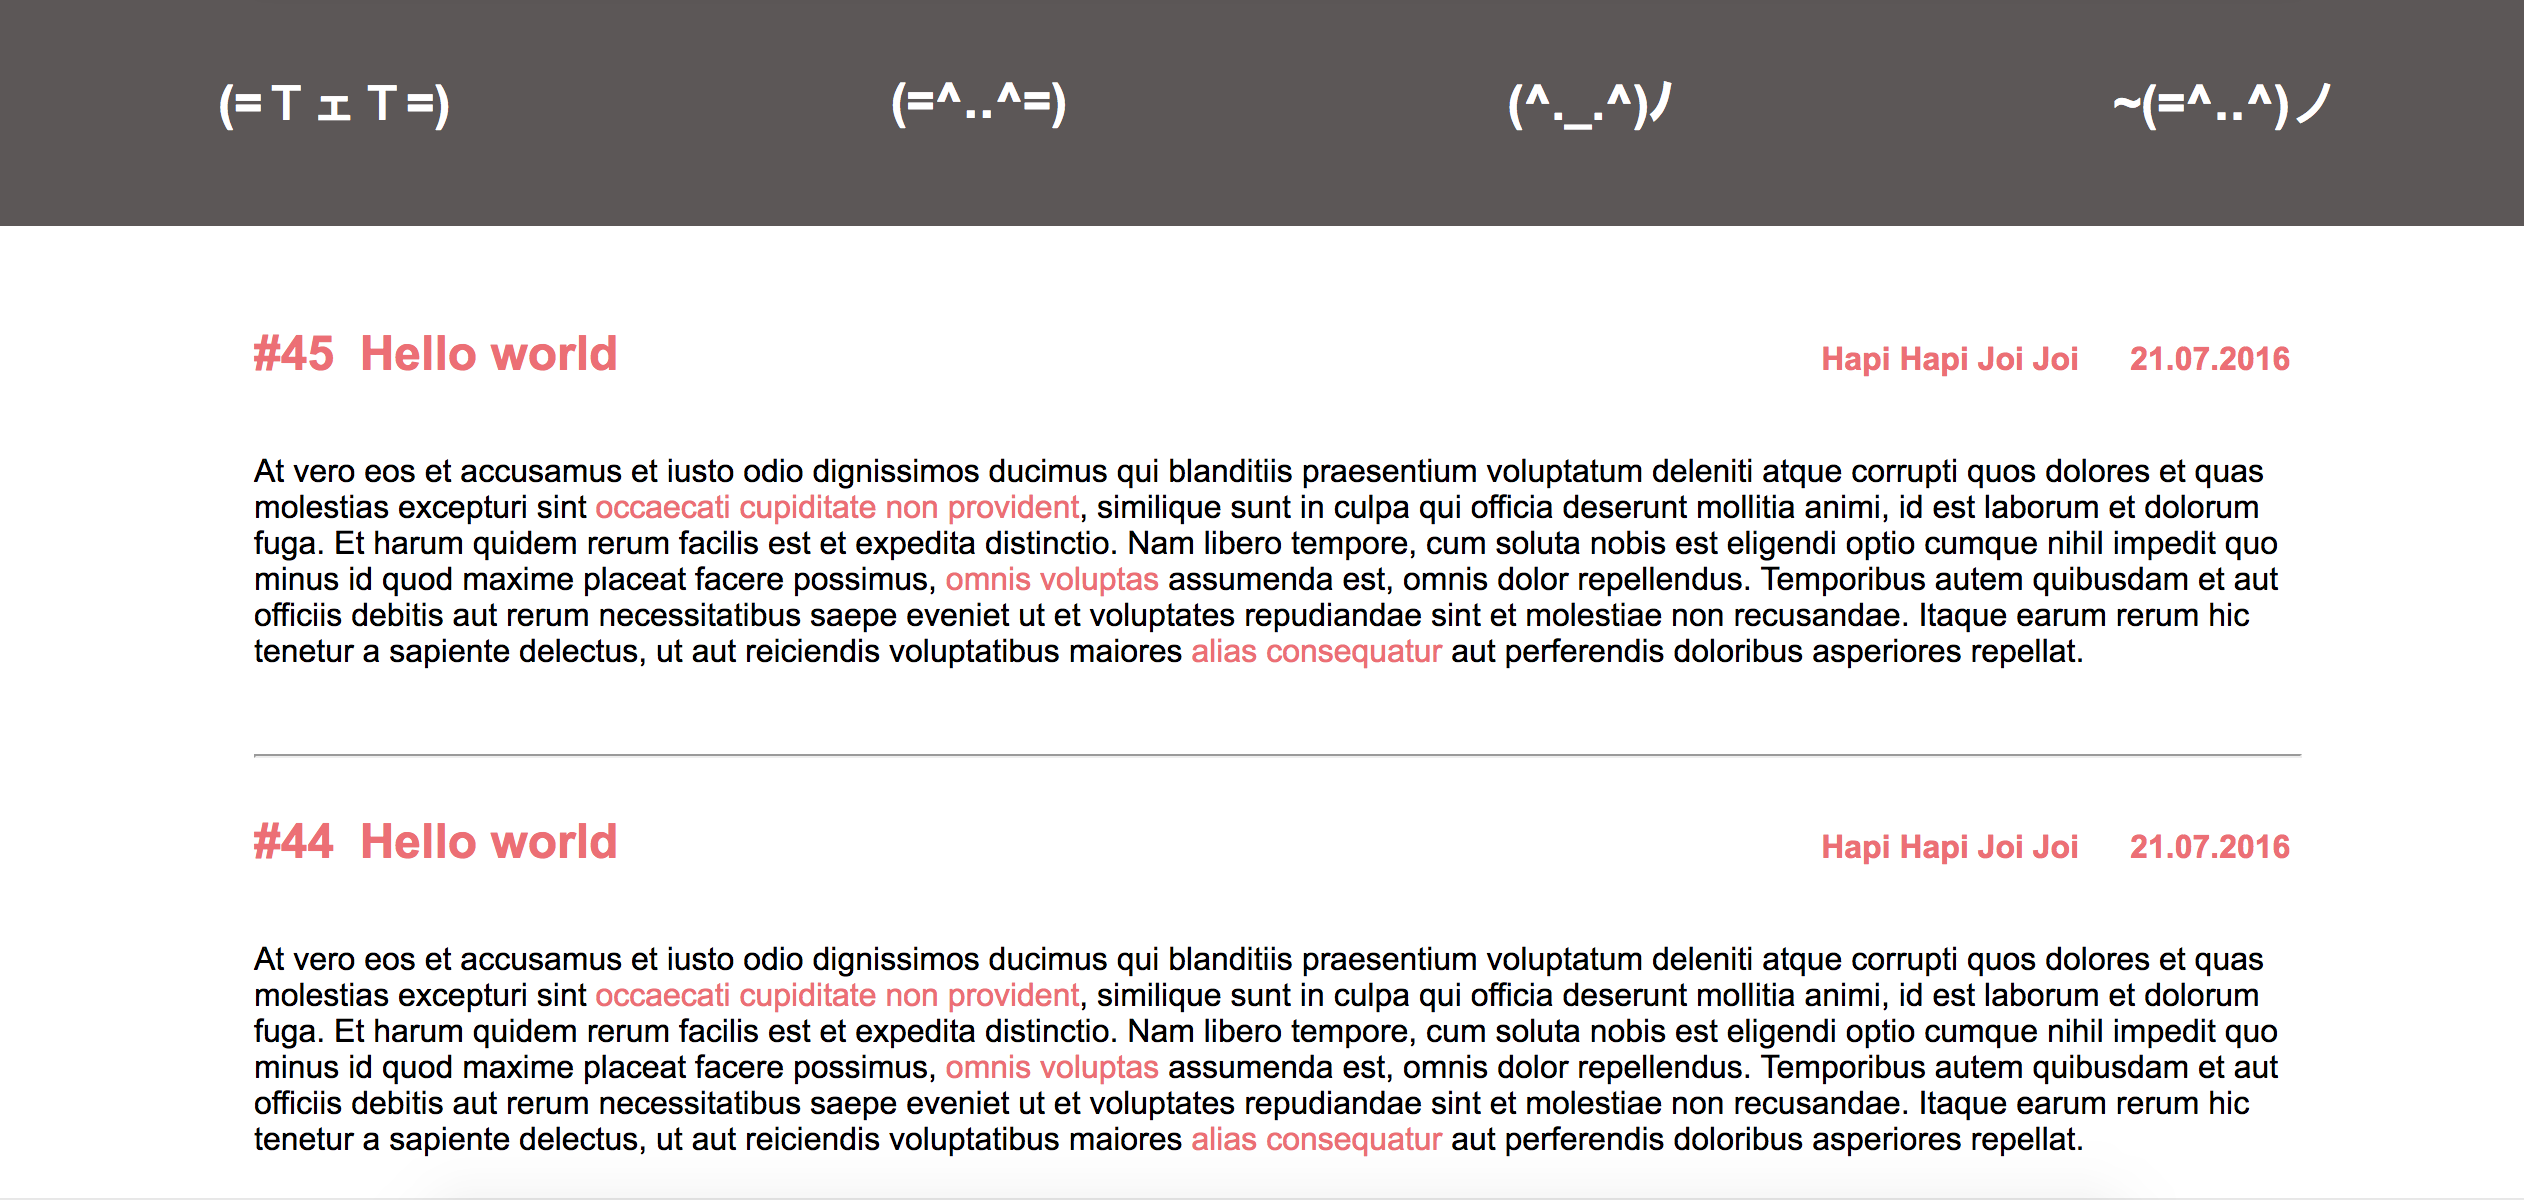 (=ＴェＴ=) (=^..^=) (^._.^)ﾉ ~(=^..^)ノ
#45 Hello world Hapi Hapi Joi Joi 21.07.2016
At vero eos et accusamus et iusto odio dignissimos ducimus qui blanditiis praesentium voluptatum deleniti atque corrupti quos dolores et quas
molestias excepturi sint occaecati cupiditate non provident, similique sunt in culpa qui officia deserunt mollitia animi, id est laborum et dolorum
fuga. Et harum quidem rerum facilis est et expedita distinctio. Nam libero tempore, cum soluta nobis est eligendi optio cumque nihil impedit quo
minus id quod maxime placeat facere possimus, omnis voluptas assumenda est, omnis dolor repellendus. Temporibus autem quibusdam et aut
officiis debitis aut rerum necessitatibus saepe eveniet ut et voluptates repudiandae sint et molestiae non recusandae. Itaque earum rerum hic
tenetur a sapiente delectus, ut aut reiciendis voluptatibus maiores alias consequatur aut perferendis doloribus asperiores repellat.
#44 Hello world Hapi Hapi Joi Joi 21.07.2016
At vero eos et accusamus et iusto odio dignissimos ducimus qui blanditiis praesentium voluptatum deleniti atque corrupti quos dolores et quas
molestias excepturi sint occaecati cupiditate non provident, similique sunt in culpa qui officia deserunt mollitia animi, id est laborum et dolorum
fuga. Et harum quidem rerum facilis est et expedita distinctio. Nam libero tempore, cum soluta nobis est eligendi optio cumque nihil impedit quo
minus id quod maxime placeat facere possimus, omnis voluptas assumenda est, omnis dolor repellendus. Temporibus autem quibusdam et aut
officiis debitis aut rerum necessitatibus saepe eveniet ut et voluptates repudiandae sint et molestiae non recusandae. Itaque earum rerum hic
tenetur a sapiente delectus, ut aut reiciendis voluptatibus maiores alias consequatur aut perferendis doloribus asperiores repellat.